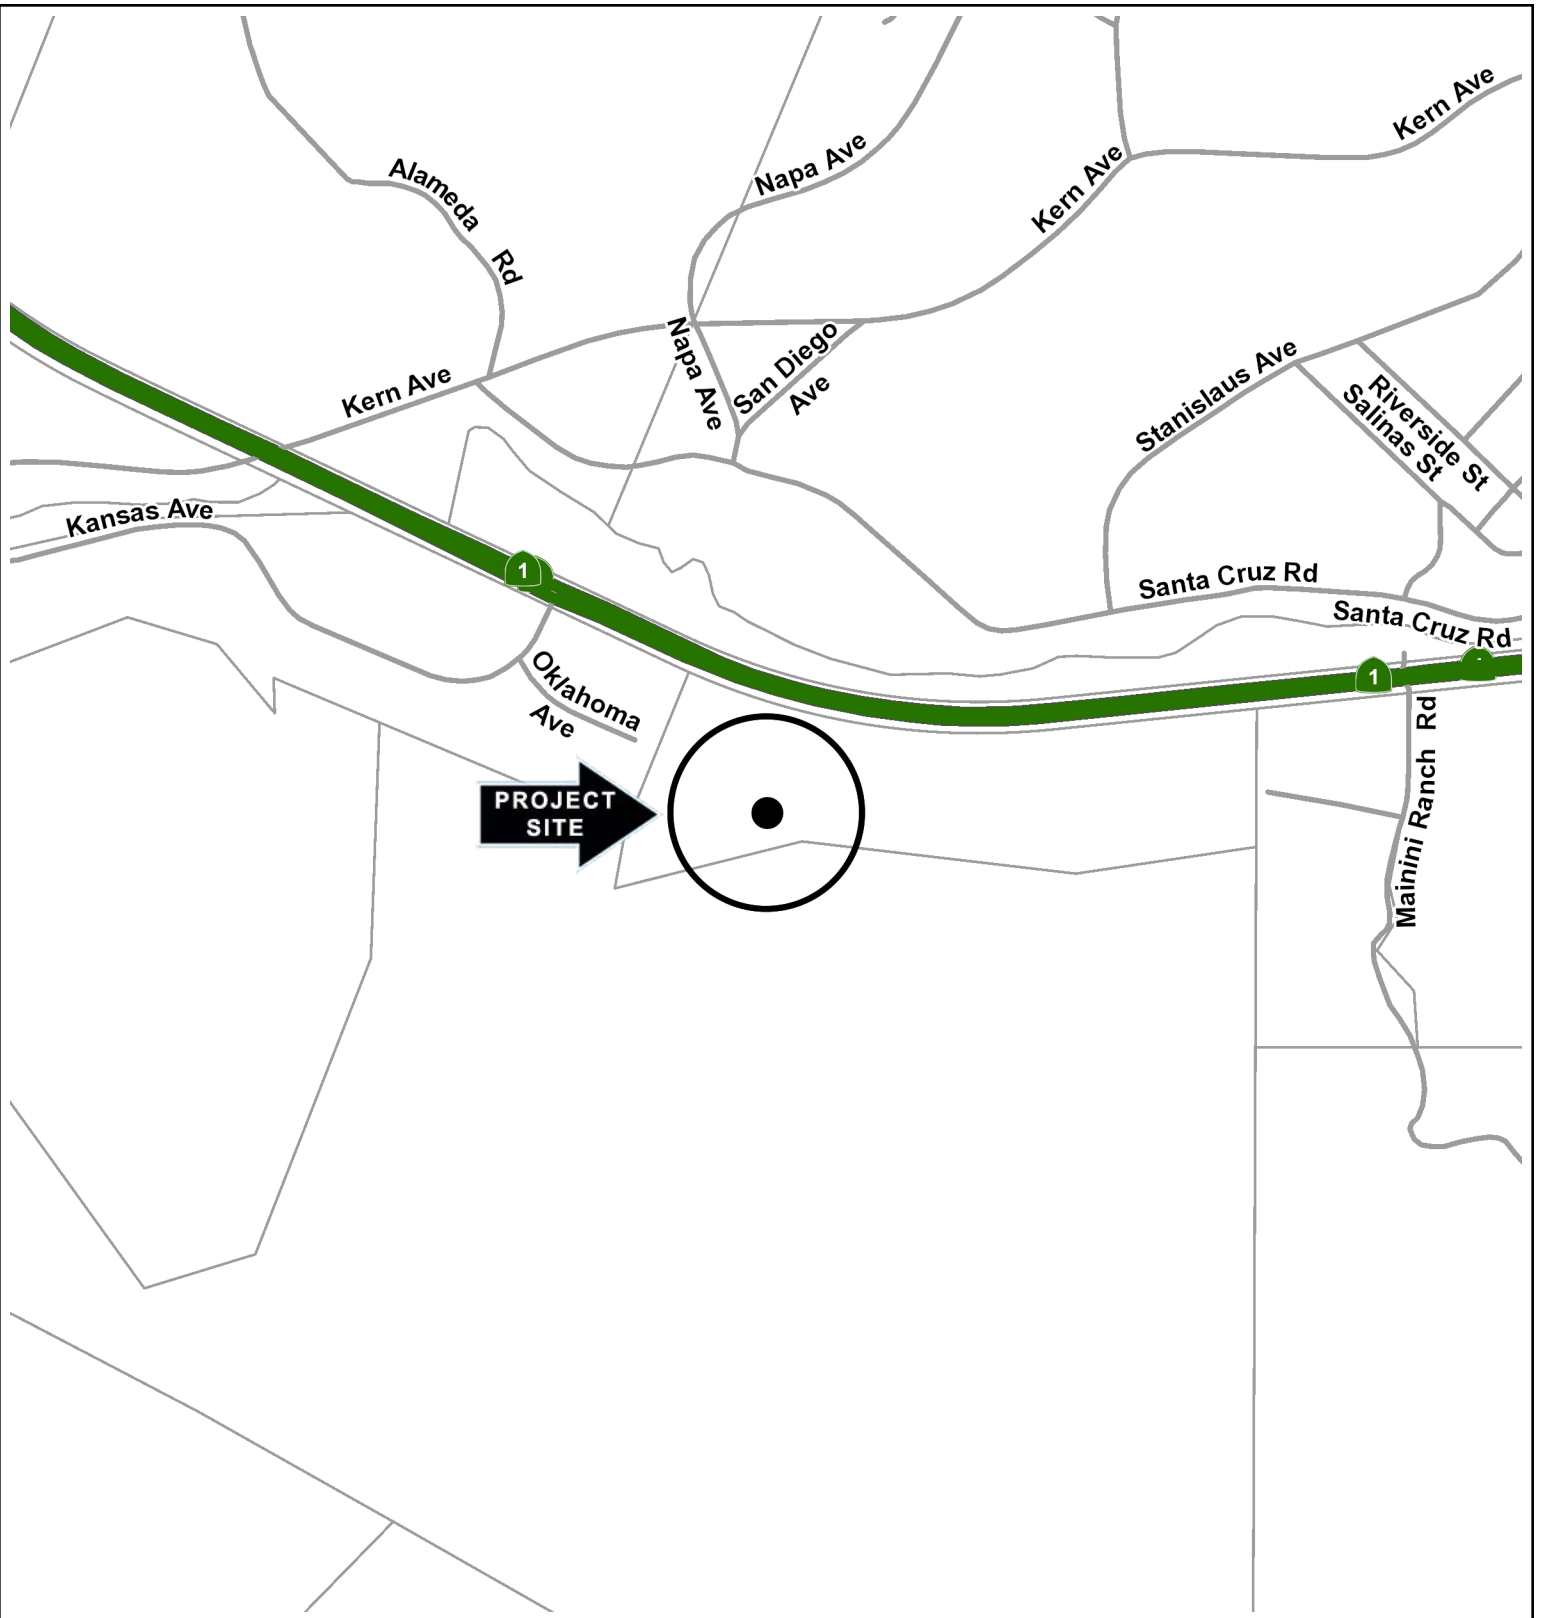 Kern Ave
Napa Ave
Kern Ave
Alameda
Rd
Napa Ave
San Diego
Ave
Kern Ave
Stanislaus Ave
Riverside St
Salinas St
Kansas Ave
1
Santa Cruz Rd
Santa Cruz Rd
Oklahoma
Ave
1
Mainini Ranch Rd
PROJECT
SITE